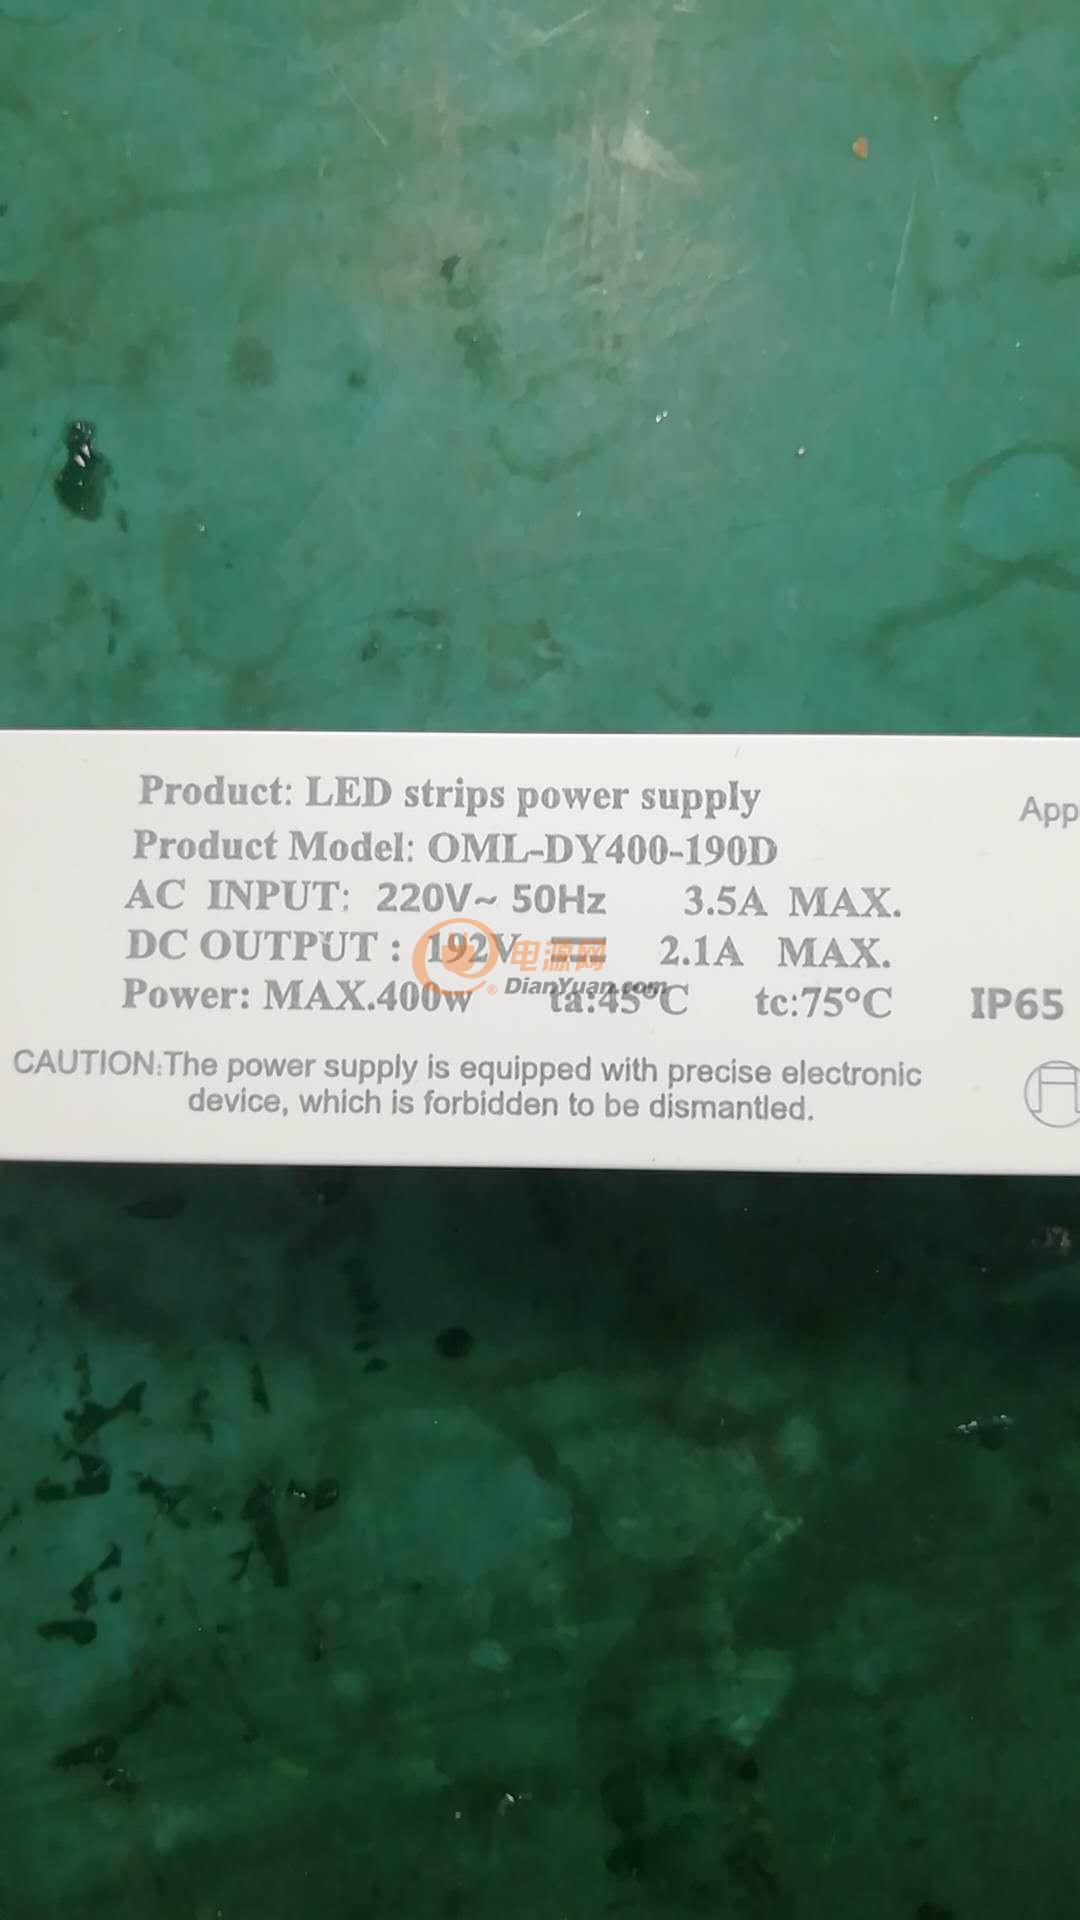 Product: LED strips power supply
App
Product Model: OML-DY400-190D
AC INPUT: 220V~ 50Hz 3.5A MAX.
DC OUTPUT : 192V ⎓ 2.1A MAX.
电源网
® DianYuan.com
Power: MAX.400w ta:45°C tc:75°C IP65
CAUTION:The power supply is equipped with precise electronic
device, which is forbidden to be dismantled.